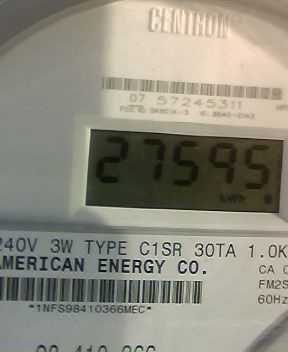 CENTRON
07 57245311
27595
kWh
240V 3W TYPE C1SR 30TA 1.0K
AMERICAN ENERGY CO.
CA 0
FM2S
60Hz
*1NFS98410366MEC*